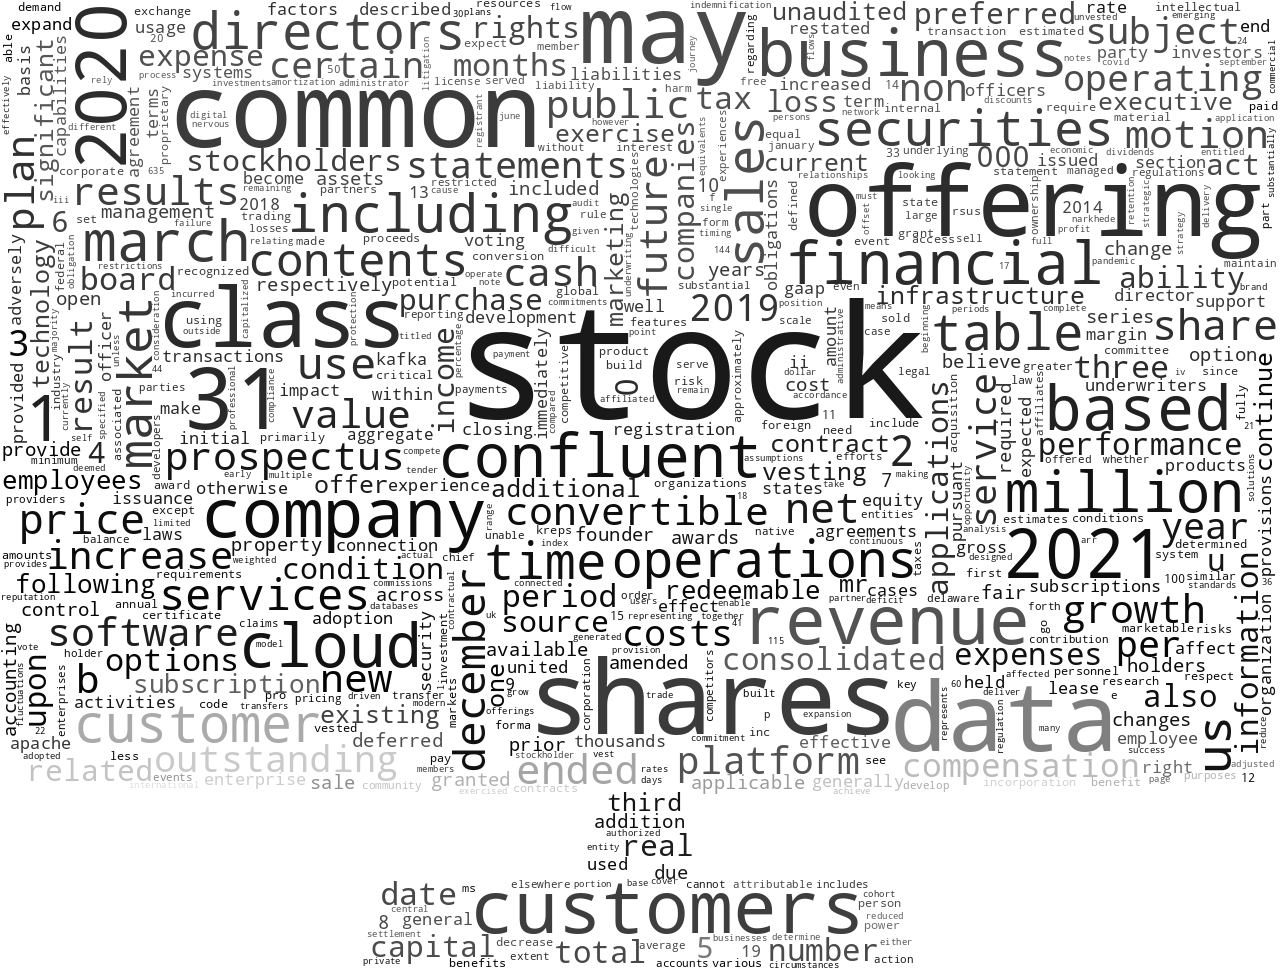 demand
expand
able
effectively
basis
significant
capabilities
2020
exchange
usage
20
factors
described
30
plans
resources
flow
directors
rights
member
expect
expense
certain
50
months
systems
process
investments
amortization
administrator
litigation
license
served
liabilities
liability
may
journey
harm
indemnification
regarding
unaudited
restated
preferred
transaction
estimated
unvested
rate
intellectual
emerging
subject
end
24
business
flows
free
increased
14
non
officers
discounts
notes
covid
party
investors
september
operating
commercial
rely
different
corporate
agreement
terms
proprietary
635
digital
nervous
common
registrant
june
public
however
exercise
without
interest
tax
equivalents
experiences
loss
term
persons
network
internal
equal
january
securities
require
executive
material
paid
application
motion
economic
substantially
iii
plan
results
2018
stockholders
become
assets
remaining
partners
statements
13
cause
restricted
included
audit
rule
given
technologies
future
companies
10
f
single
form
timing
144
sales
current
33
underlying
relationships
looking
000
statement
issued
managed
dividends
regulations
section
entitled
act
obligations
defined
offset
must
state
large
grant
rsus
access
sell
event
ownership
full
2014
profit
narkhede
retention
strategic
strategy
delivery
part
offering
6
set
management
failure
trading
losses
relating
made
including
proceeds
voting
conversion
difficult
underwriting
marketing
march
contents
federal
obligation
restrictions
board
recognized
respectively
potential
operate
note
cash
global
commitments
substantial
years
financial
17
pandemic
change
ability
maintain
brand
adversely
technology
open
3
provided
1
industry
majority
currently
result
specified
officer
unless
associated
market
consideration
incurred
using
outside
capitalized
class
protection
titled
reporting
purchase
development
well
features
point
2019
gaap
even
position
scale
amount
administrative
means
sold
case
infrastructure
periods
complete
director
support
series
margin
share
beginning
table
committee
option
transactions
44
31
professional
compliance
use
kafka
critical
impact
within
percentage
income
payment
payments
stock
immediately
compared
competitive
product
build
0
affiliated
serve
risk
remain
approximately
ii
dollar
cost
accordance
legal
11
believe
greater
three
iv
since
law
underwriters
affiliates
parties
make
value
initial
primarily
aggregate
closing
registration
foreign
need
include
applications
acquisition
service
required
expected
based
fully
21
continue
provide
self
4
minimum
deemed
developers
employees
award
prospectus
compete
early
multiple
tender
confluent
assumptions
contract
efforts
2
vesting
7
making
states
take
opportunity
pursuant
performance
offered
whether
products
solutions
provisions
providers
issuance
otherwise
offer
experience
additional
organizations
18
equity
entities
million
price
except
limited
laws
balance
company
range
unable
convertible
kreps
index
founder
awards
net
native
agreements
continuous
analysis
estimates
conditions
year
amounts
provides
increase
weighted
property
connection
actual
chief
time
operations
taxes
gross
designed
2021
arr
determined
system
u
following
requirements
condition
commissions
contractual
december
connected
period
redeemable
mr
cases
first
fair
subscriptions
100
similar
standards
36
reputation
control
annual
certificate
services
across
databases
uk
order
users
effect
enable
partner
deficit
delaware
forth
growth
information
organization
software
claims
adoption
security
investment
source
15
representing
together
41
costs
revenue
115
go
contribution
marketable
risks
accounting
vote
fluctuations
upon
holder
options
cloud
model
generated
provision
available
one
united
amended
consolidated
expenses
per
affect
holders
b
subscription
new
markets
9
grow
corporation
shares
trade
competitors
built
key
60
held
affected
personnel
deliver
lease
research
e
respect
enterprises
activities
code
pro
transfers
pricing
driven
transfer
modern
offerings
forma
p
inc
expansion
data
represents
regulation
many
also
changes
us
reduce
22
apache
adopted
customer
vested
existing
deferred
prior
thousands
commitment
effective
employee
success
less
outstanding
pay
members
stockholder
vest
platform
see
compensation
right
adjusted
related
events
international
enterprise
sale
community
granted
exercised
contracts
ended
rates
days
applicable
generally
achieve
develop
incorporation
benefit
page
purposes
12
third
addition
authorized
entity
real
used
due
date
ms
elsewhere
portion
base
cover
cannot
attributable
includes
cohort
person
central
8
general
customers
reduced
power
settlement
capital
decrease
extent
total
average
5
businesses
determine
19
number
either
action
private
benefits
accounts
various
circumstances